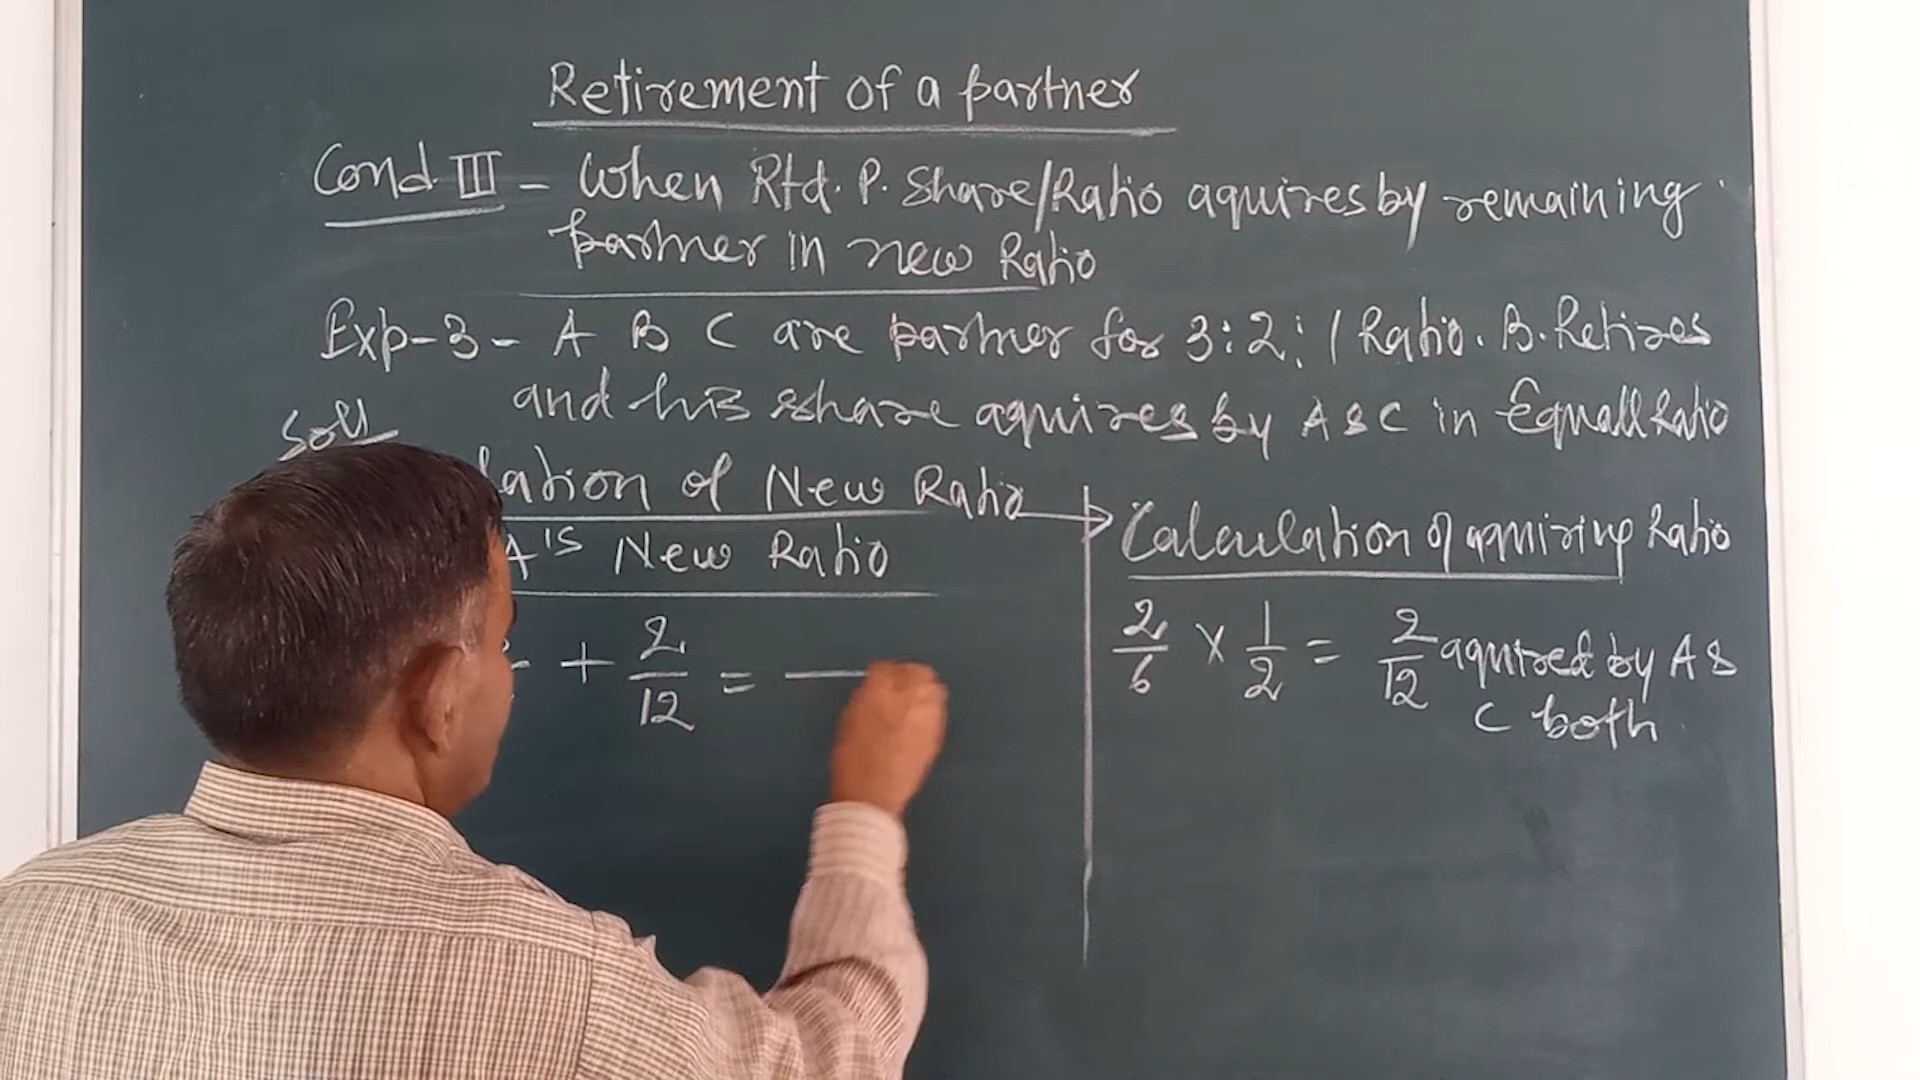 Retirement of a partner
Cond. III - When Rtd. P. Share/Ratio aquires by remaining
partner in new Ratio
Exp-3 - A B C are partner for 3:2:1 Ratio. B. Retires
and his share aquires by A & C in Equall Ratio
Soll
lation of New Ratio
A's New Ratio
+ 2/12 =
Calculation of aquiring Ratio
2/6 × 1/2 = 2/12 aquired by A &
C both